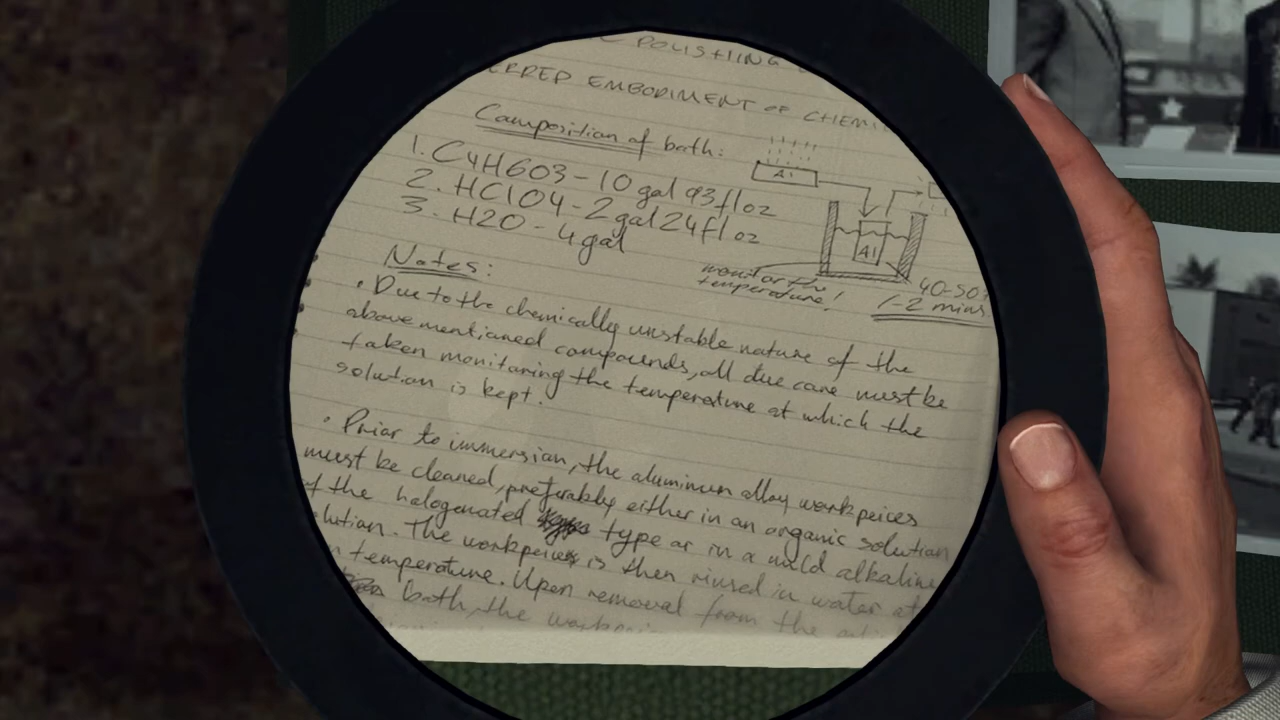 POLISHING
EMBODIMENT OF CHEMI
Composition of bath:
1. C4H6O3 - 10 gal 93 fl oz
2. HClO4 - 2 gal 24 fl oz
3. H2O - 4 gal
Al
Al
monitor the
temperature!
40-50
1-2 mins
Notes:
• Due to the chemically unstable nature of the
above mentioned compounds, all due care must be
taken monitoring the temperature at which the
solution is kept.
• Prior to immersion, the aluminum alloy workpeices
must be cleaned, preferably either in an organic solution
of the halogenated type or in a mild alkaline
lution. The workpeices is then rinsed in water at
temperature. Upon removal from the
bath, the